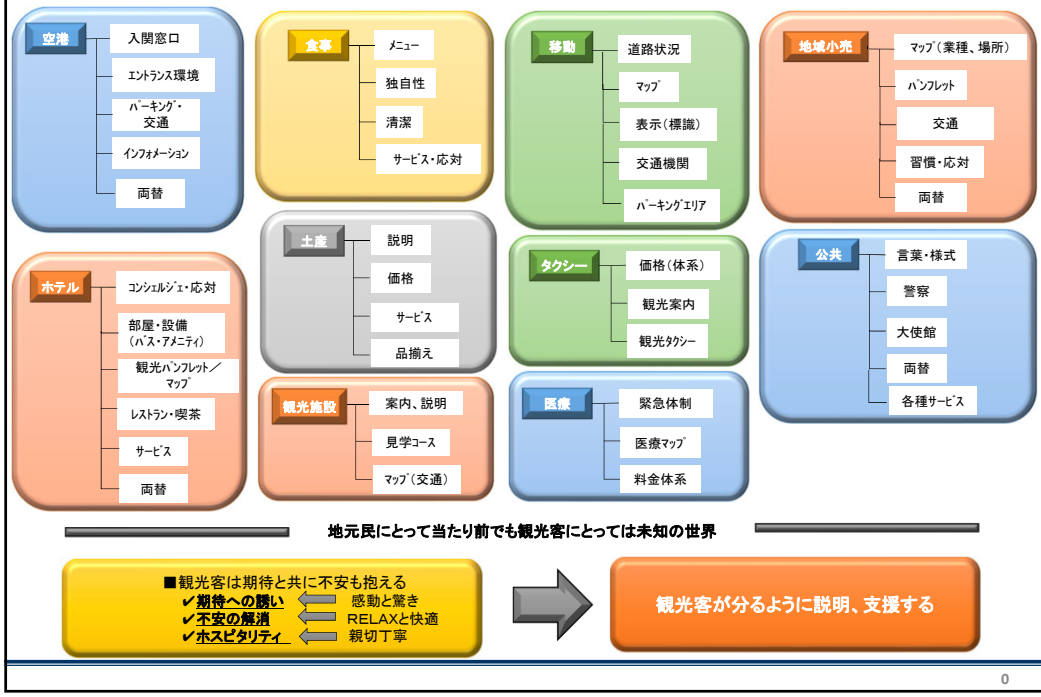 空港
入関窓口
エントランス環境
パーキング・
交通
インフォメーション
両替
食事
メニュー
独自性
清潔
サービス・応対
移動
道路状況
マップ
表示(標識)
交通機関
パーキングエリア
地域小売
マップ(業種、場所)
パンフレット
交通
習慣・応対
両替
ホテル
コンシェルジェ・応対
部屋・設備
(バス・アメニティ)
観光パンフレット/
マップ
レストラン・喫茶
サービス
両替
土産
説明
価格
サービス
品揃え
タクシー
価格(体系)
観光案内
観光タクシー
公共
言葉・様式
警察
大使館
両替
各種サービス
観光施設
案内、説明
見学コース
マップ(交通)
医療
緊急体制
医療マップ
料金体系
地元民にとって当たり前でも観光客にとっては未知の世界
■観光客は期待と共に不安も抱える
✔期待への誘い 感動と驚き
✔不安の解消 RELAXと快適
✔ホスピタリティ 親切丁寧
観光客が分るように説明、支援する
0